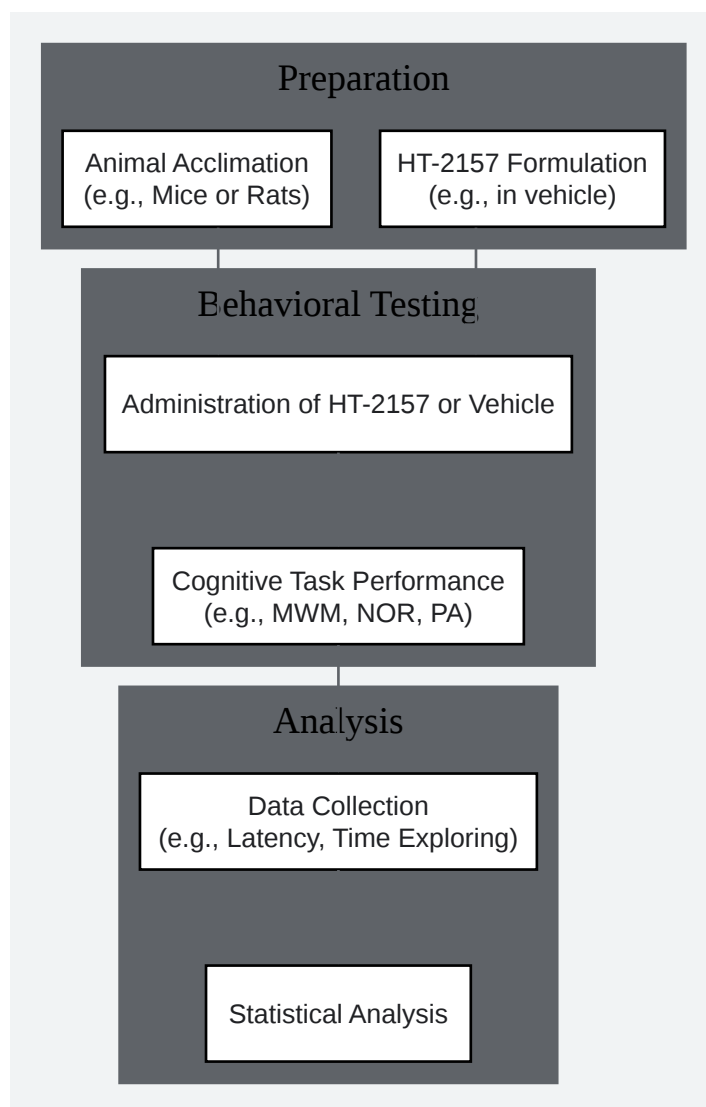 Preparation
Animal Acclimation
(e.g., Mice or Rats)
HT-2157 Formulation
(e.g., in vehicle)
Behavioral Testing
Administration of HT-2157 or Vehicle
Cognitive Task Performance
(e.g., MWM, NOR, PA)
Analysis
Data Collection
(e.g., Latency, Time Exploring)
Statistical Analysis